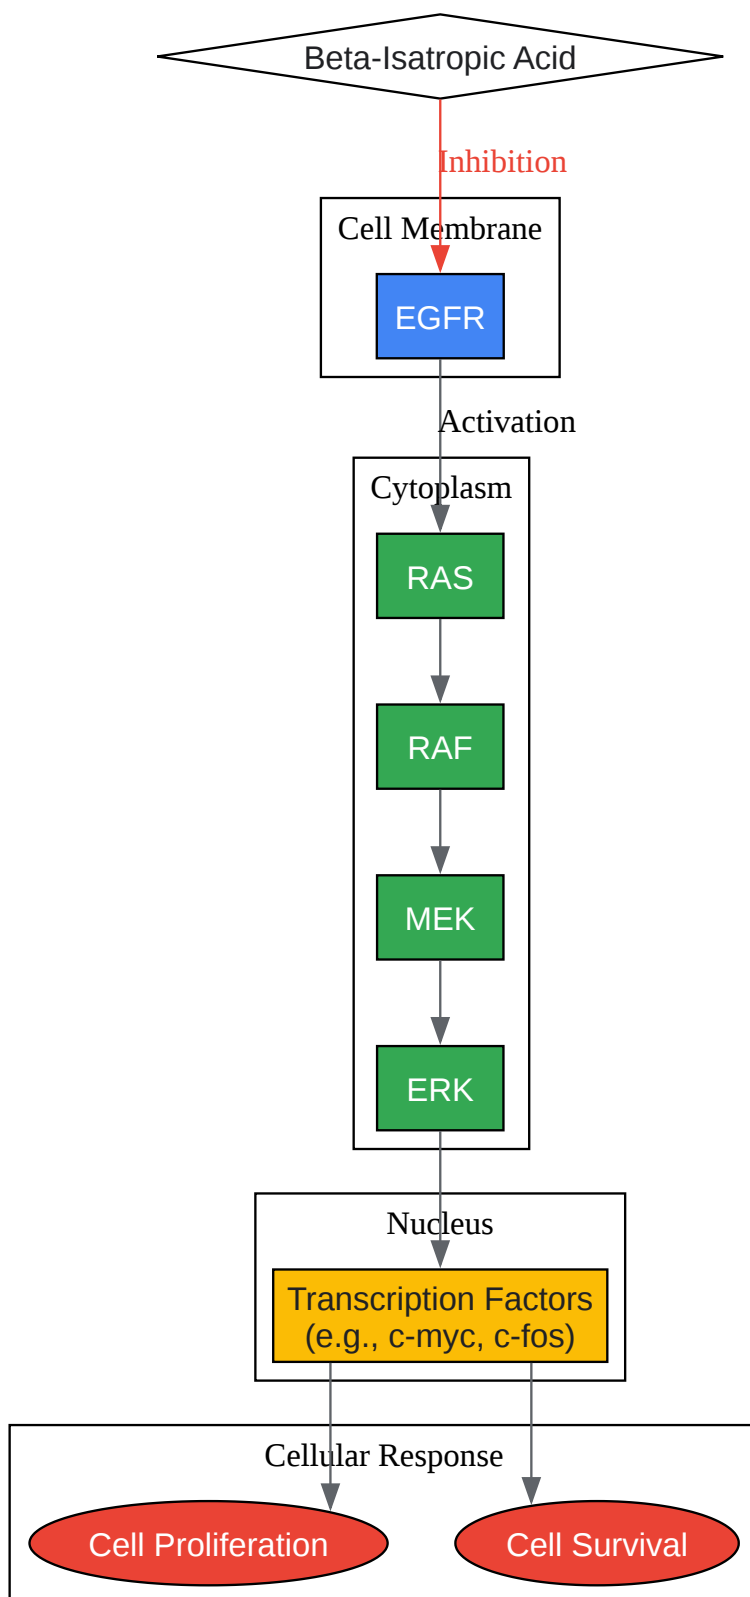 Beta-Isatropic Acid
Inhibition
Cell Membrane
EGFR
Activation
Cytoplasm
RAS
RAF
MEK
ERK
Nucleus
Transcription Factors
(e.g., c-myc, c-fos)
Cellular Response
Cell Proliferation
Cell Survival